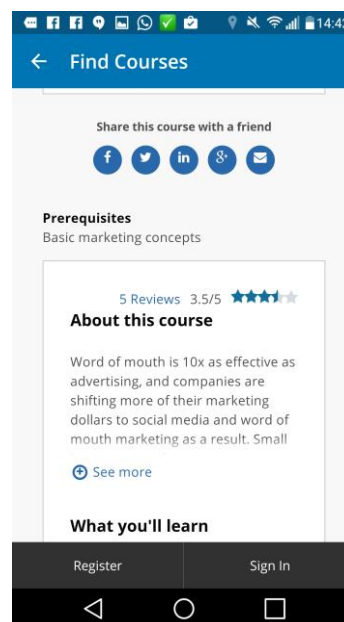 14:42
Find Courses
Share this course with a friend
Prerequisites
Basic marketing concepts
5 Reviews 3.5/5
About this course
Word of mouth is 10x as effective as
advertising, and companies are
shifting more of their marketing
dollars to social media and word of
mouth marketing as a result. Small
See more
What you'll learn
Register Sign In